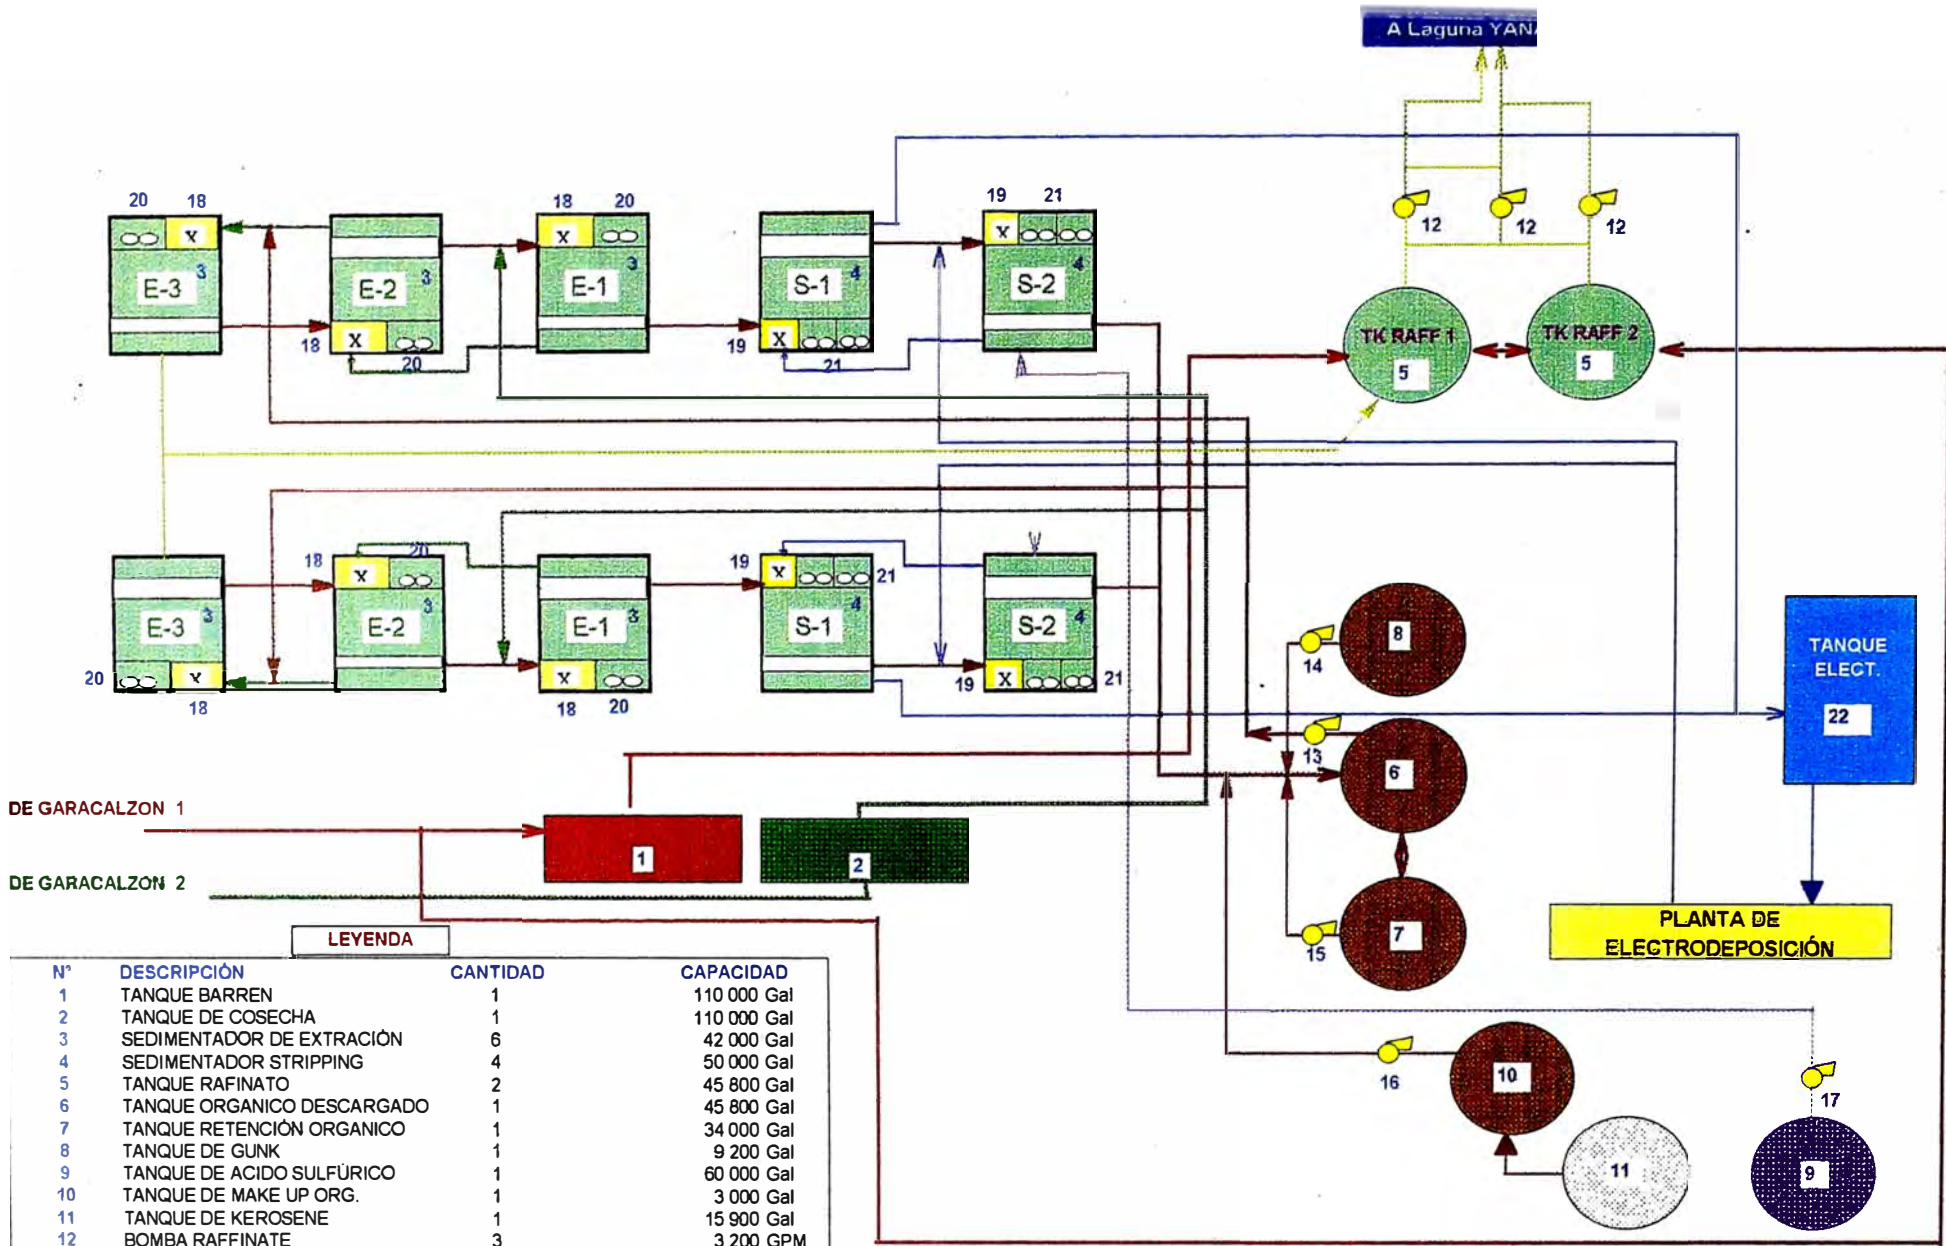 A Laguna YAN
20 18
18 20
19 21
X
X
X
12 12 12
3
3
3
4
4
E-3
E-2
E-1
S-1
S-2
18
X
20
19
X
21
TK RAFF 1
5
TK RAFF 2
5
18
20
X
3
19
X
21
4
E-3
3
E-2
3
E-1
S-1
S-2
4
20
X
18
X
18 20
19
X
21
8
14
13
6
15
7
TANQUE
ELECT.
22
DE GARACALZON 1
1
2
DE GARACALZON 2
PLANTA DE
ELECTRODEPOSICIÓN
16
10
11
17
9
LEYENDA
N° DESCRIPCIÓN CANTIDAD CAPACIDAD
1 TANQUE BARREN 1 110 000 Gal
2 TANQUE DE COSECHA 1 110 000 Gal
3 SEDIMENTADOR DE EXTRACIÓN 6 42 000 Gal
4 SEDIMENTADOR STRIPPING 4 50 000 Gal
5 TANQUE RAFINATO 2 45 800 Gal
6 TANQUE ORGANICO DESCARGADO 1 45 800 Gal
7 TANQUE RETENCIÓN ORGANICO 1 34 000 Gal
8 TANQUE DE GUNK 1 9 200 Gal
9 TANQUE DE ACIDO SULFÚRICO 1 60 000 Gal
10 TANQUE DE MAKE UP ORG. 1 3 000 Gal
11 TANQUE DE KEROSENE 1 15 900 Gal
12 BOMBA RAFFINATE 3 3 200 GPM